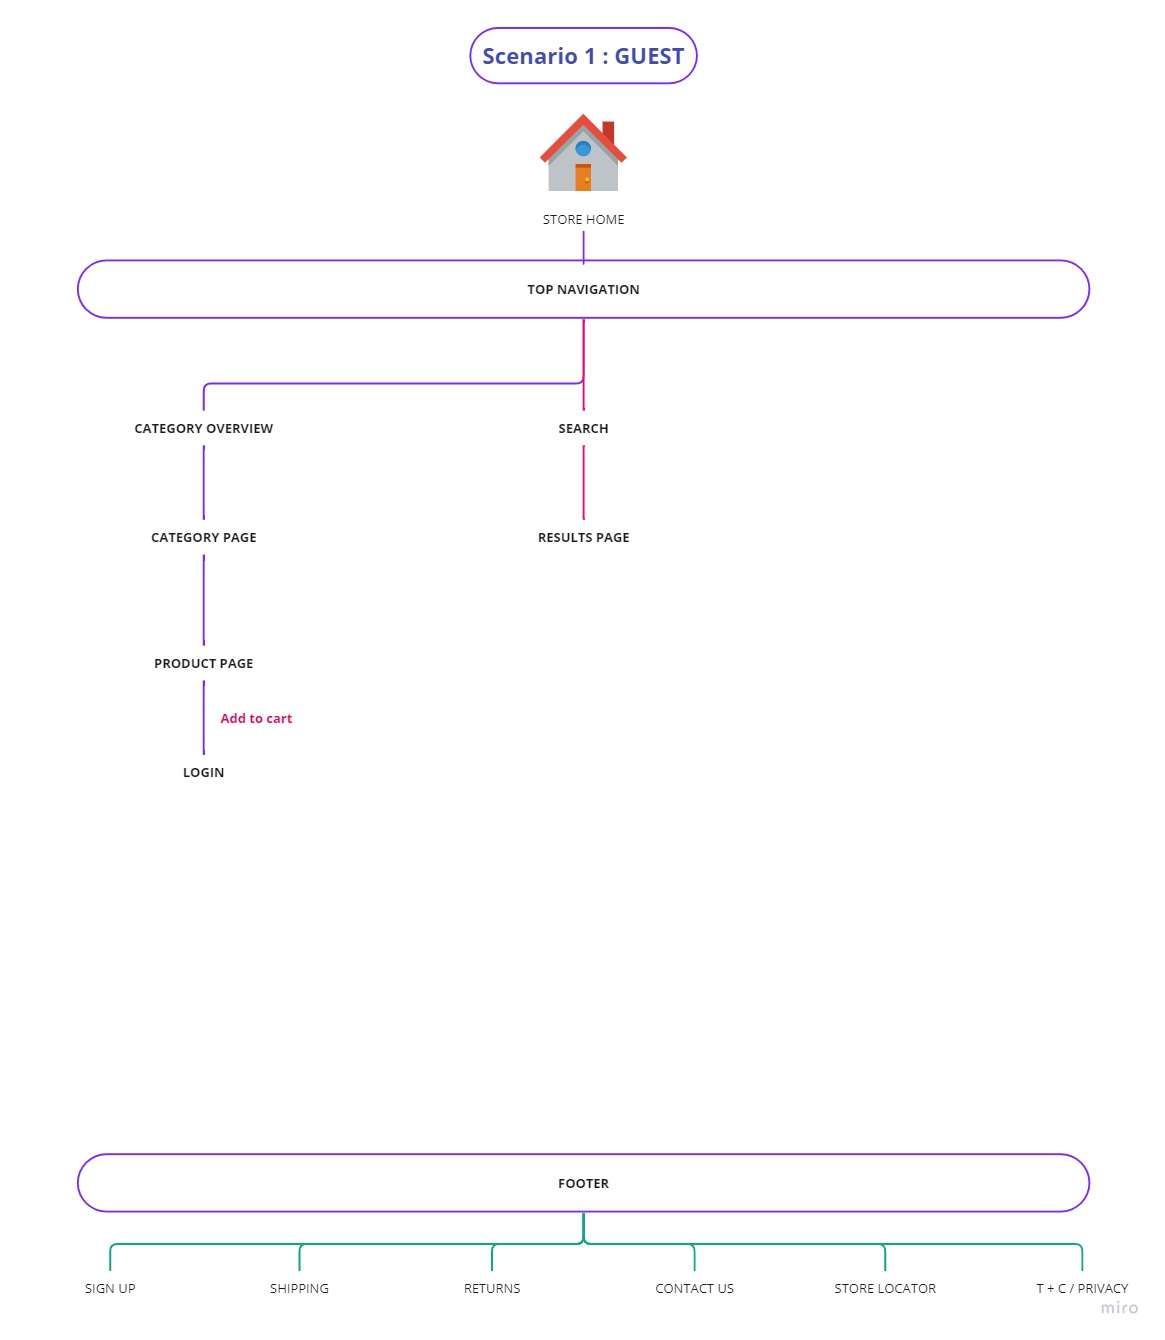 Scenario 1 : GUEST
STORE HOME
TOP NAVIGATION
CATEGORY OVERVIEW
SEARCH
CATEGORY PAGE
RESULTS PAGE
PRODUCT PAGE
Add to cart
LOGIN
FOOTER
SIGN UP
SHIPPING
RETURNS
CONTACT US
STORE LOCATOR
T + C / PRIVACY
miro